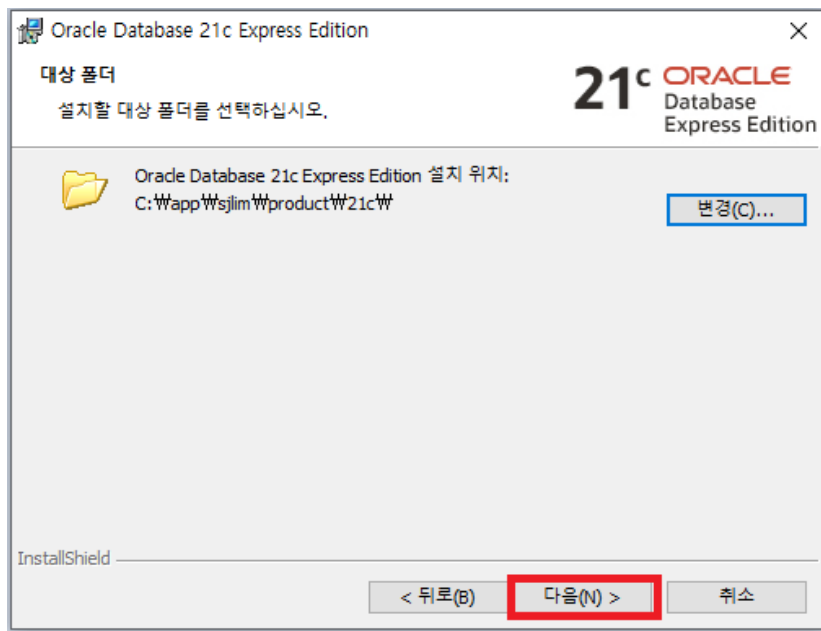 Oracle Database 21c Express Edition
대상 폴더
설치할 대상 폴더를 선택하십시오.
21c ORACLE
Database
Express Edition
Oracle Database 21c Express Edition 설치 위치:
C:₩app₩sjlim₩product₩21c₩
변경(C)...
InstallShield
< 뒤로(B) 다음(N) > 취소